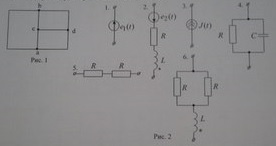 b
c
d
a
Рис. 1
1.
e₁(t)
2.
e₂(t)
R
L
3.
J(t)
4.
R
C
5.
R
R
6.
R
R
L
Рис. 2